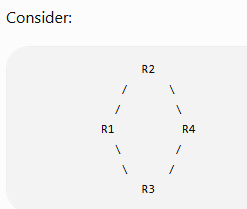 Consider:
R2
/ \
/ \
R1 R4
\ /
\ /
R3